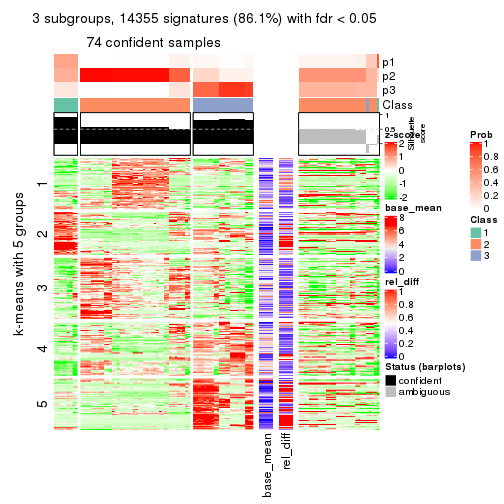 3 subgroups, 14355 signatures (86.1%) with fdr < 0.05
74 confident samples
p1
p2
p3
Class
1
0.5
0
Silhouette
score
k-means with 5 groups
1
2
3
4
5
base_mean
rel_diff
z-score
2
1
0
-1
-2
base_mean
8
6
4
2
0
rel_diff
1
0.8
0.6
0.4
0.2
0
Status (barplots)
confident
ambiguous
Prob
1
0.8
0.6
0.4
0.2
0
Class
1
2
3